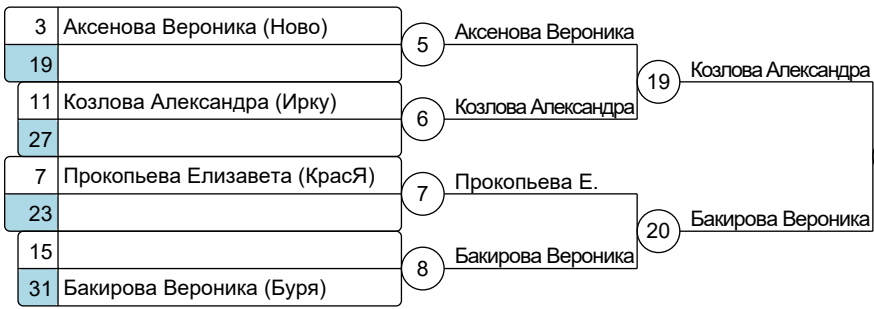 3 Аксенова Вероника (Ново)
19
11 Козлова Александра (Ирку)
27
7 Прокопьева Елизавета (КрасЯ)
23
15
31 Бакирова Вероника (Буря)
5 Аксенова Вероника
6 Козлова Александра
7 Прокопьева Е.
8 Бакирова Вероника
19 Козлова Александра
20 Бакирова Вероника